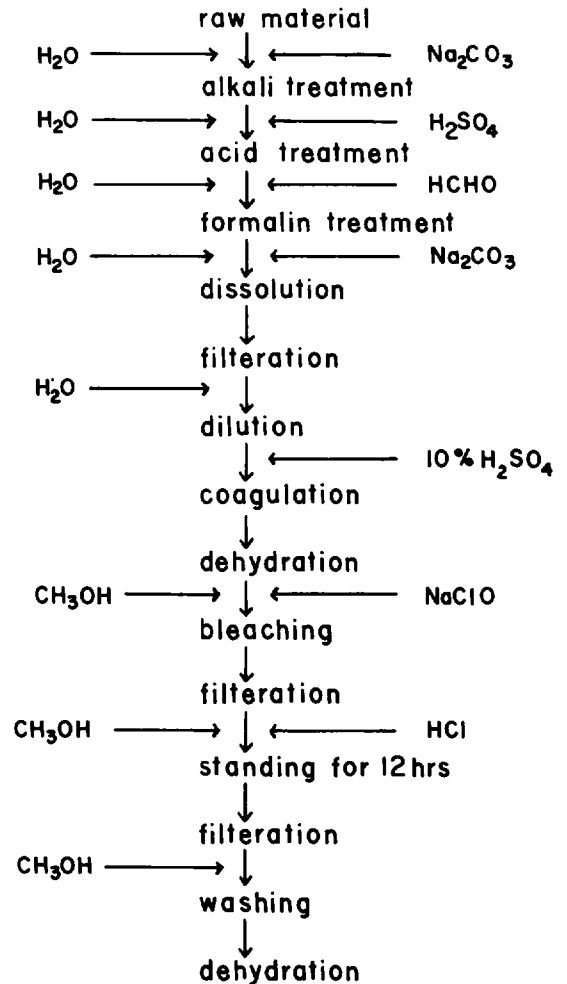 raw material
H₂O Na₂CO₃
alkali treatment
H₂O H₂SO₄
acid treatment
H₂O HCHO
formalin treatment
H₂O Na₂CO₃
dissolution
filteration
H₂O
dilution
10% H₂SO₄
coagulation
dehydration
CH₃OH NaClO
bleaching
filteration
CH₃OH HCl
standing for 12 hrs
filteration
CH₃OH
washing
dehydration